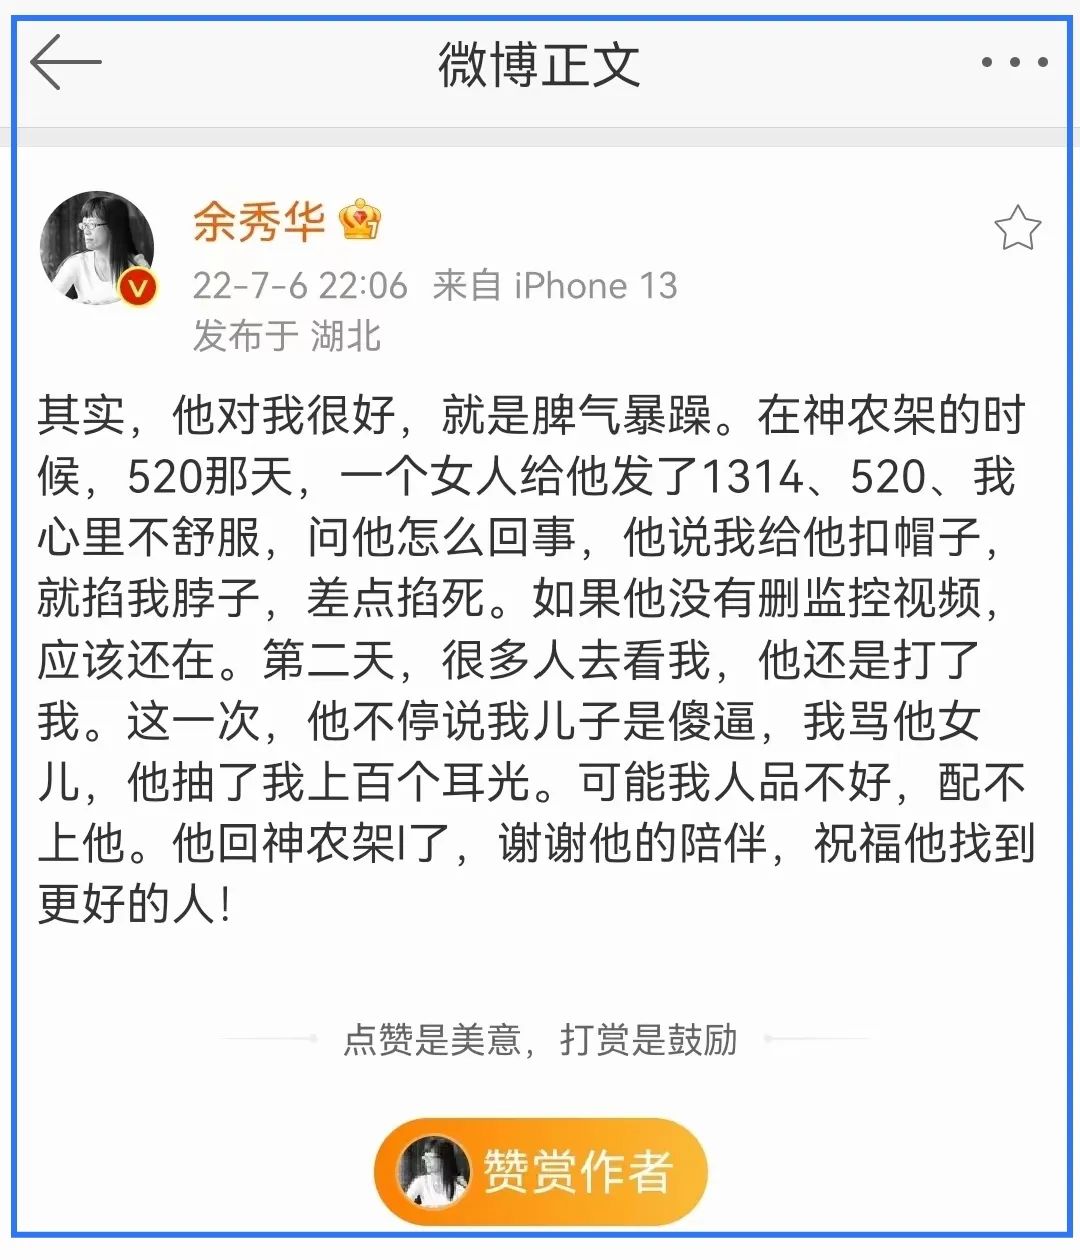 微博正文
余秀华
22-7-6 22:06 来自 iPhone 13
发布于 湖北
其实，他对我很好，就是脾气暴躁。在神农架的时
候，520那天，一个女人给他发了1314、520、我
心里不舒服，问他怎么回事，他说我给他扣帽子，
就掐我脖子，差点掐死。如果他没有删监控视频，
应该还在。第二天，很多人去看我，他还是打了
我。这一次，他不停说我儿子是傻逼，我骂他女
儿，他抽了我上百个耳光。可能我人品不好，配不
上他。他回神农架l了，谢谢他的陪伴，祝福他找到
更好的人！
点赞是美意，打赏是鼓励
赞赏作者